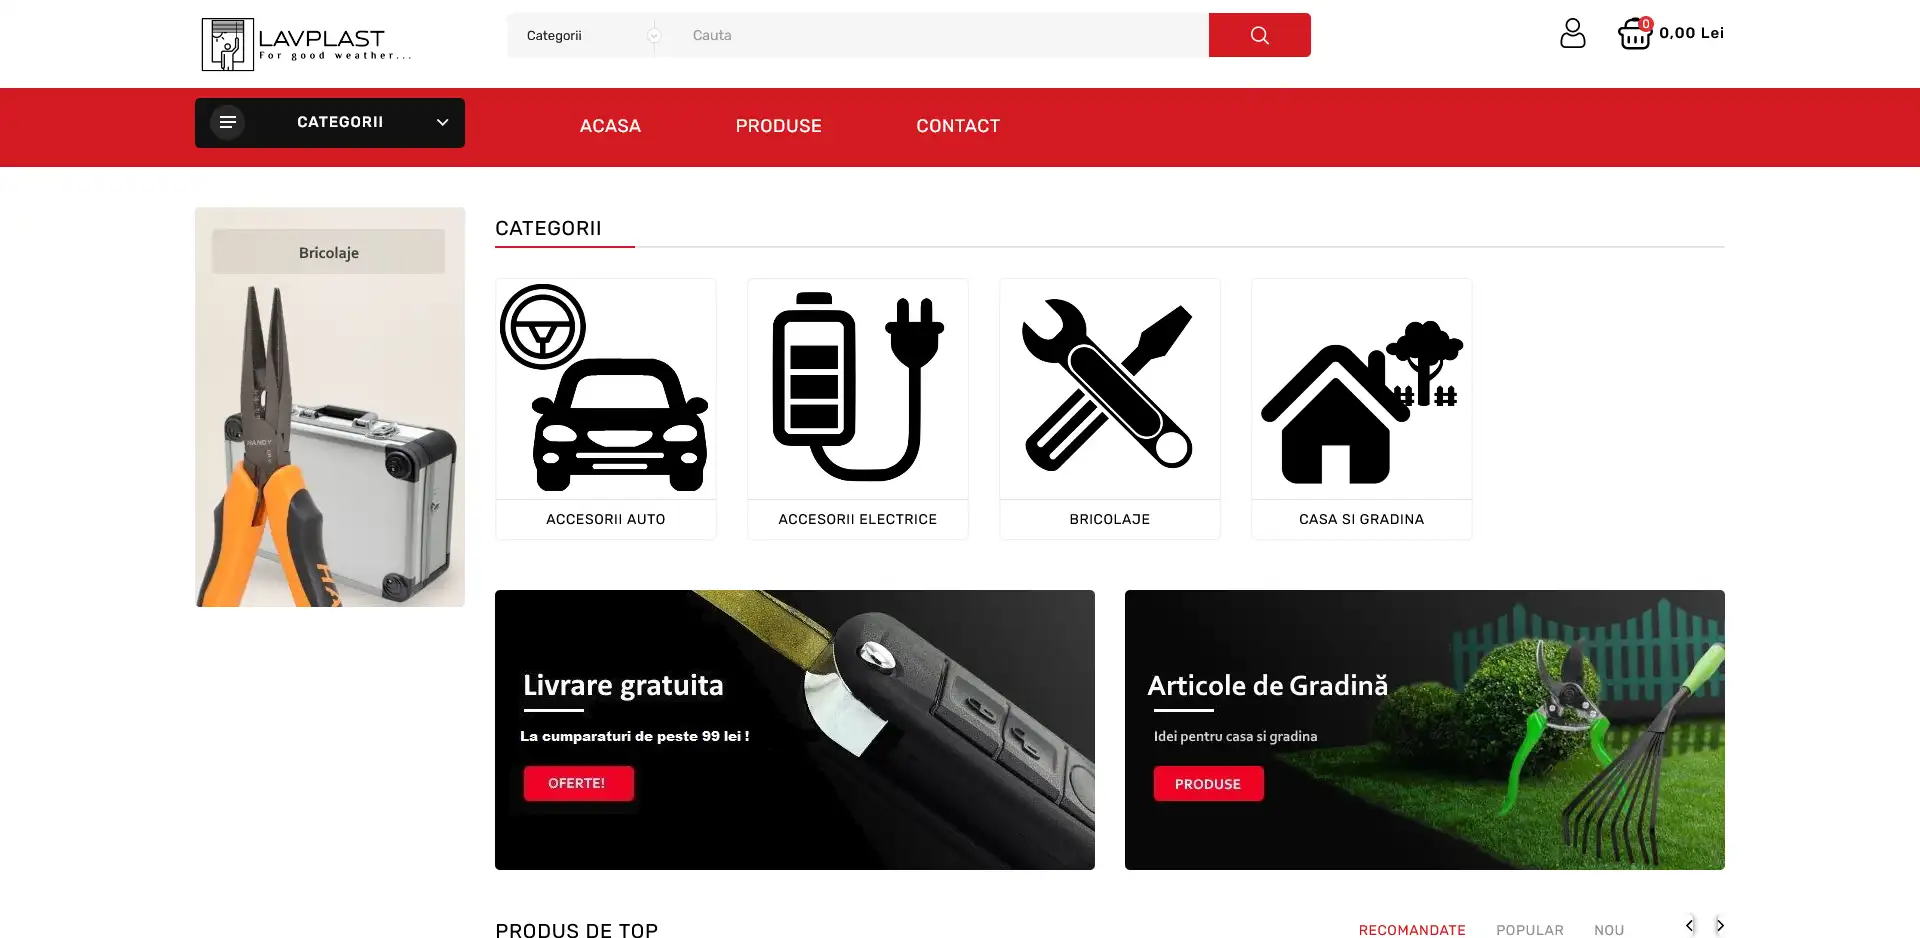 LAVPLAST
For good weather...
Categorii
Cauta
0
0,00 Lei
CATEGORII
ACASA
PRODUSE
CONTACT
Bricolaje
HANDY
CATEGORII
ACCESORII AUTO
ACCESORII ELECTRICE
BRICOLAJE
CASA SI GRADINA
Livrare gratuita
La cumparaturi de peste 99 lei !
OFERTE!
Articole de Gradină
Idei pentru casa si gradina
PRODUSE
PRODUS DE TOP
RECOMANDATE
POPULAR
NOU